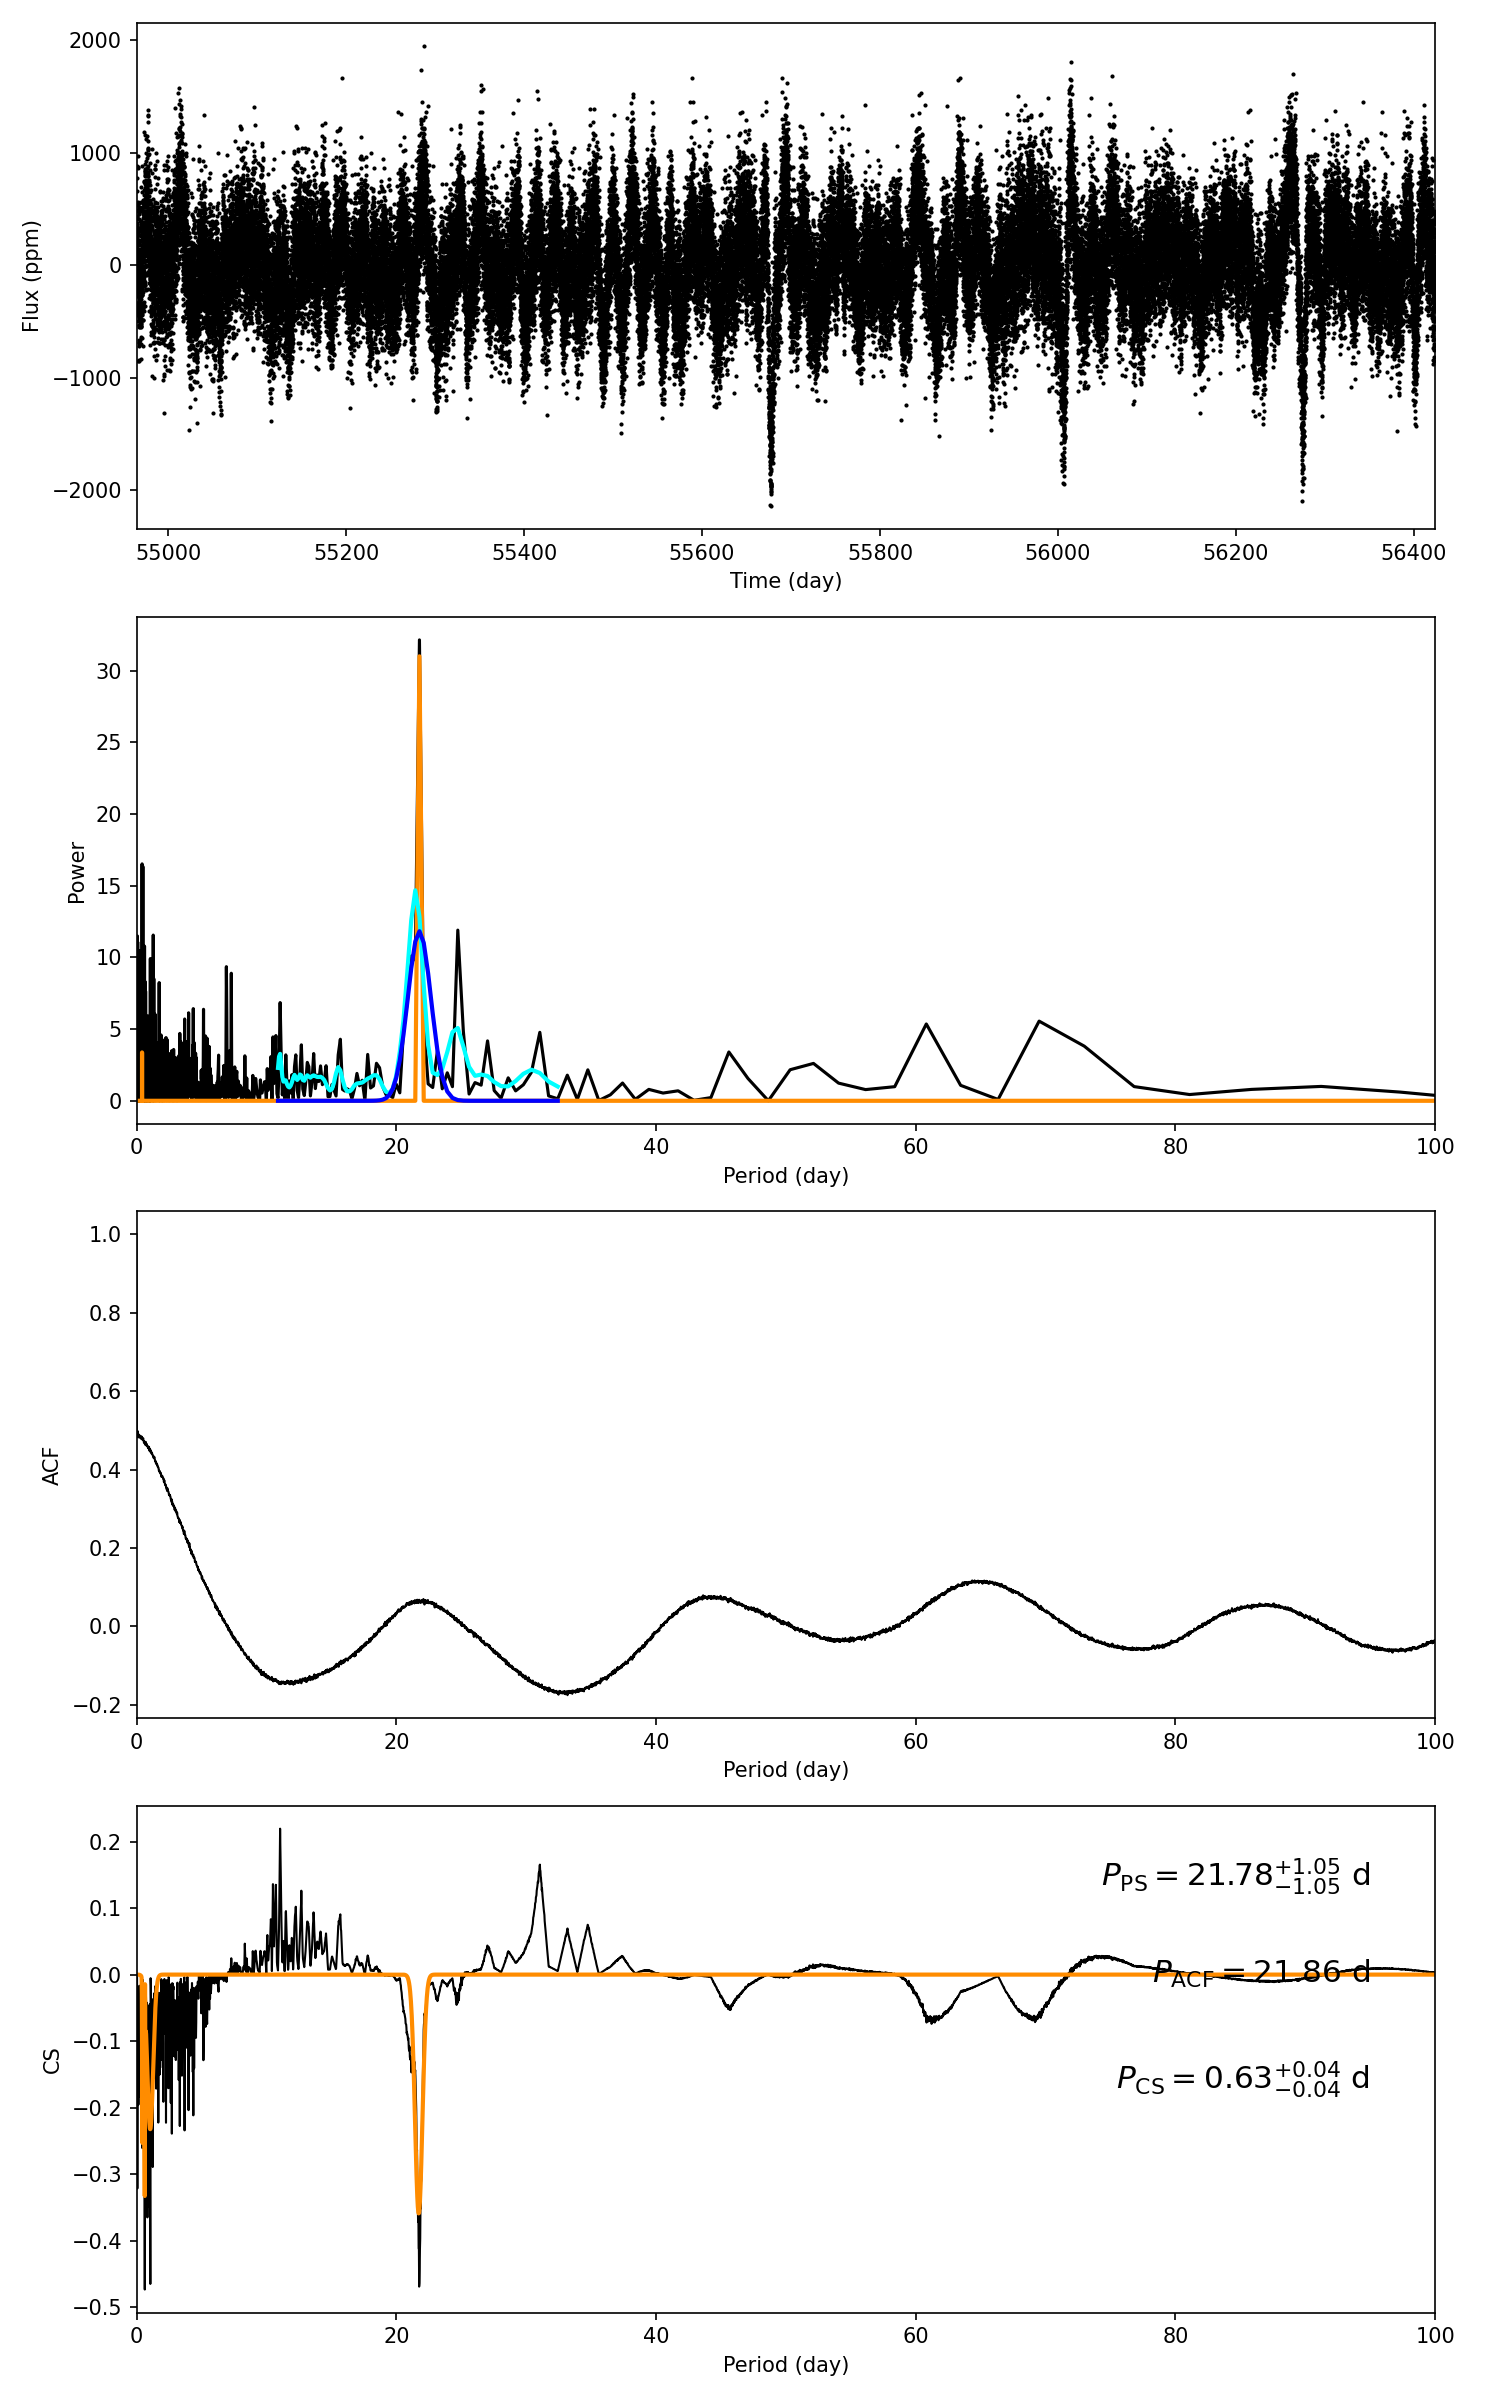 2000
1000
0
−1000
−2000
Flux (ppm)
55000 55200 55400 55600 55800 56000 56200 56400
Time (day)
30
25
20
15
10
5
0
Power
0 20 40 60 80 100
Period (day)
1.0
0.8
0.6
0.4
0.2
0.0
−0.2
ACF
0 20 40 60 80 100
Period (day)
0.2
0.1
0.0
−0.1
−0.2
−0.3
−0.4
−0.5
CS
P_PS = 21.78^{+1.05}_{−1.05} d
P_ACF = 21.86 d
P_CS = 0.63^{+0.04}_{−0.04} d
0 20 40 60 80 100
Period (day)